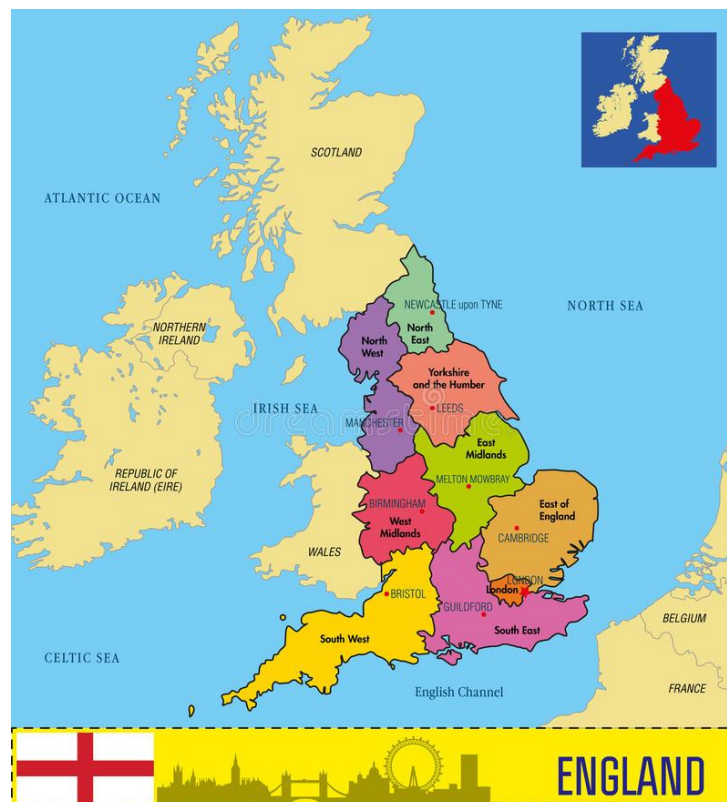 SCOTLAND
ATLANTIC OCEAN
NEWCASTLE upon TYNE
NORTH SEA
NORTHERN
IRELAND
North
East
North
West
Yorkshire
and the Humber
IRISH SEA
LEEDS
dreamstime
MANCHESTER
East
Midlands
REPUBLIC OF
IRELAND (EIRE)
MELTON MOWBRAY
BIRMINGHAM
East of
England
West
Midlands
CAMBRIDGE
WALES
LONDON
London
BRISTOL
GUILDFORD
BELGIUM
South West
South East
CELTIC SEA
English Channel
FRANCE
ENGLAND